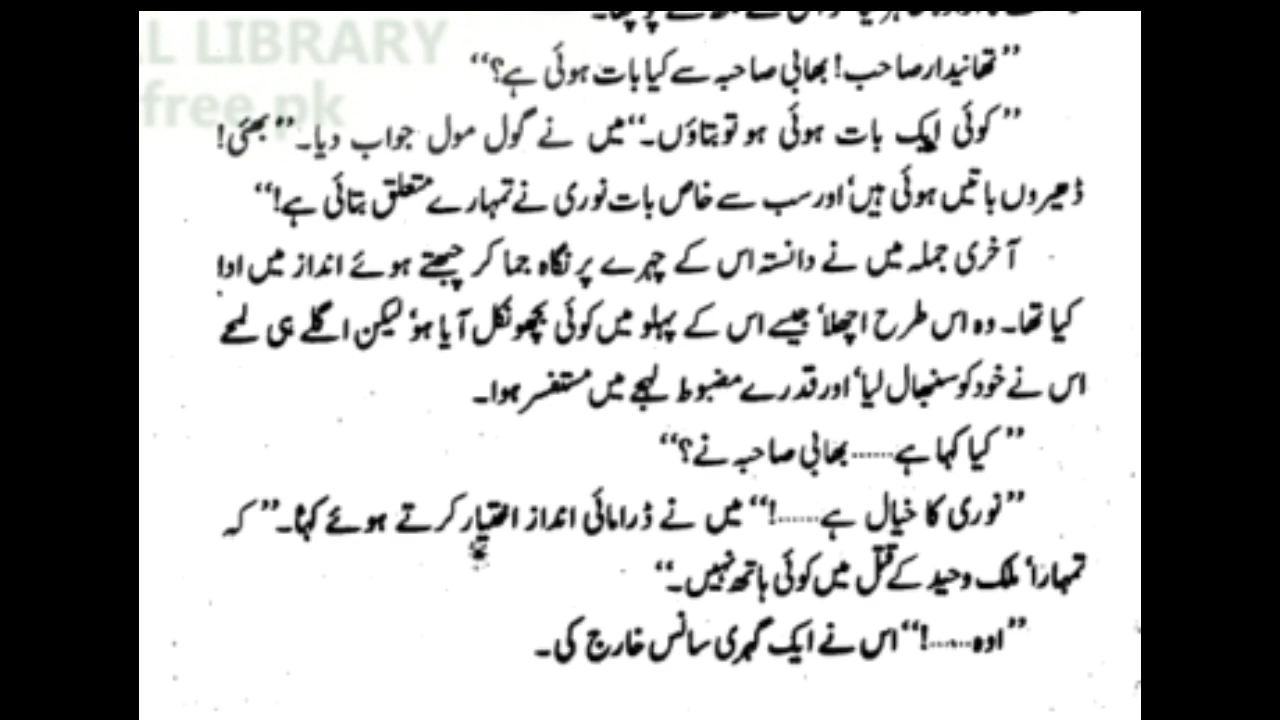 L LIBRARY
free.pk
”تھانیدار صاحب! بھابی صاحبہ سے کیا بات ہوئی ہے؟“
”کوئی ایک بات ہوئی ہو تو بتاؤں۔“ میں نے گول مول جواب دیا۔ ”بھئی!
ڈھیروں باتیں ہوئی ہیں‘ اور سب سے خاص بات نوری نے تمہارے متعلق بتائی ہے!“
آخری جملہ میں نے دانستہ اس کے چہرے پر نگاہ جما کر چبھتے ہوئے انداز میں ادا
کیا تھا۔ وہ اس طرح اچھلا‘ جیسے اس کے پہلو میں کوئی بچھو نکل آیا ہو‘ لیکن اگلے ہی لمحے
اس نے خود کو سنبھال لیا‘ اور قدرے مضبوط لہجے میں مستفسر ہوا۔
”کیا کہا ہے...... بھابی صاحبہ نے؟“
”نوری کا خیال ہے......!“ میں نے ڈرامائی انداز اختیار کرتے ہوئے کہا۔ ”کہ
تمہارا‘ ملک وحید کے قتل میں کوئی ہاتھ نہیں۔“
”اوہ......!“ اس نے ایک گہری سانس خارج کی۔